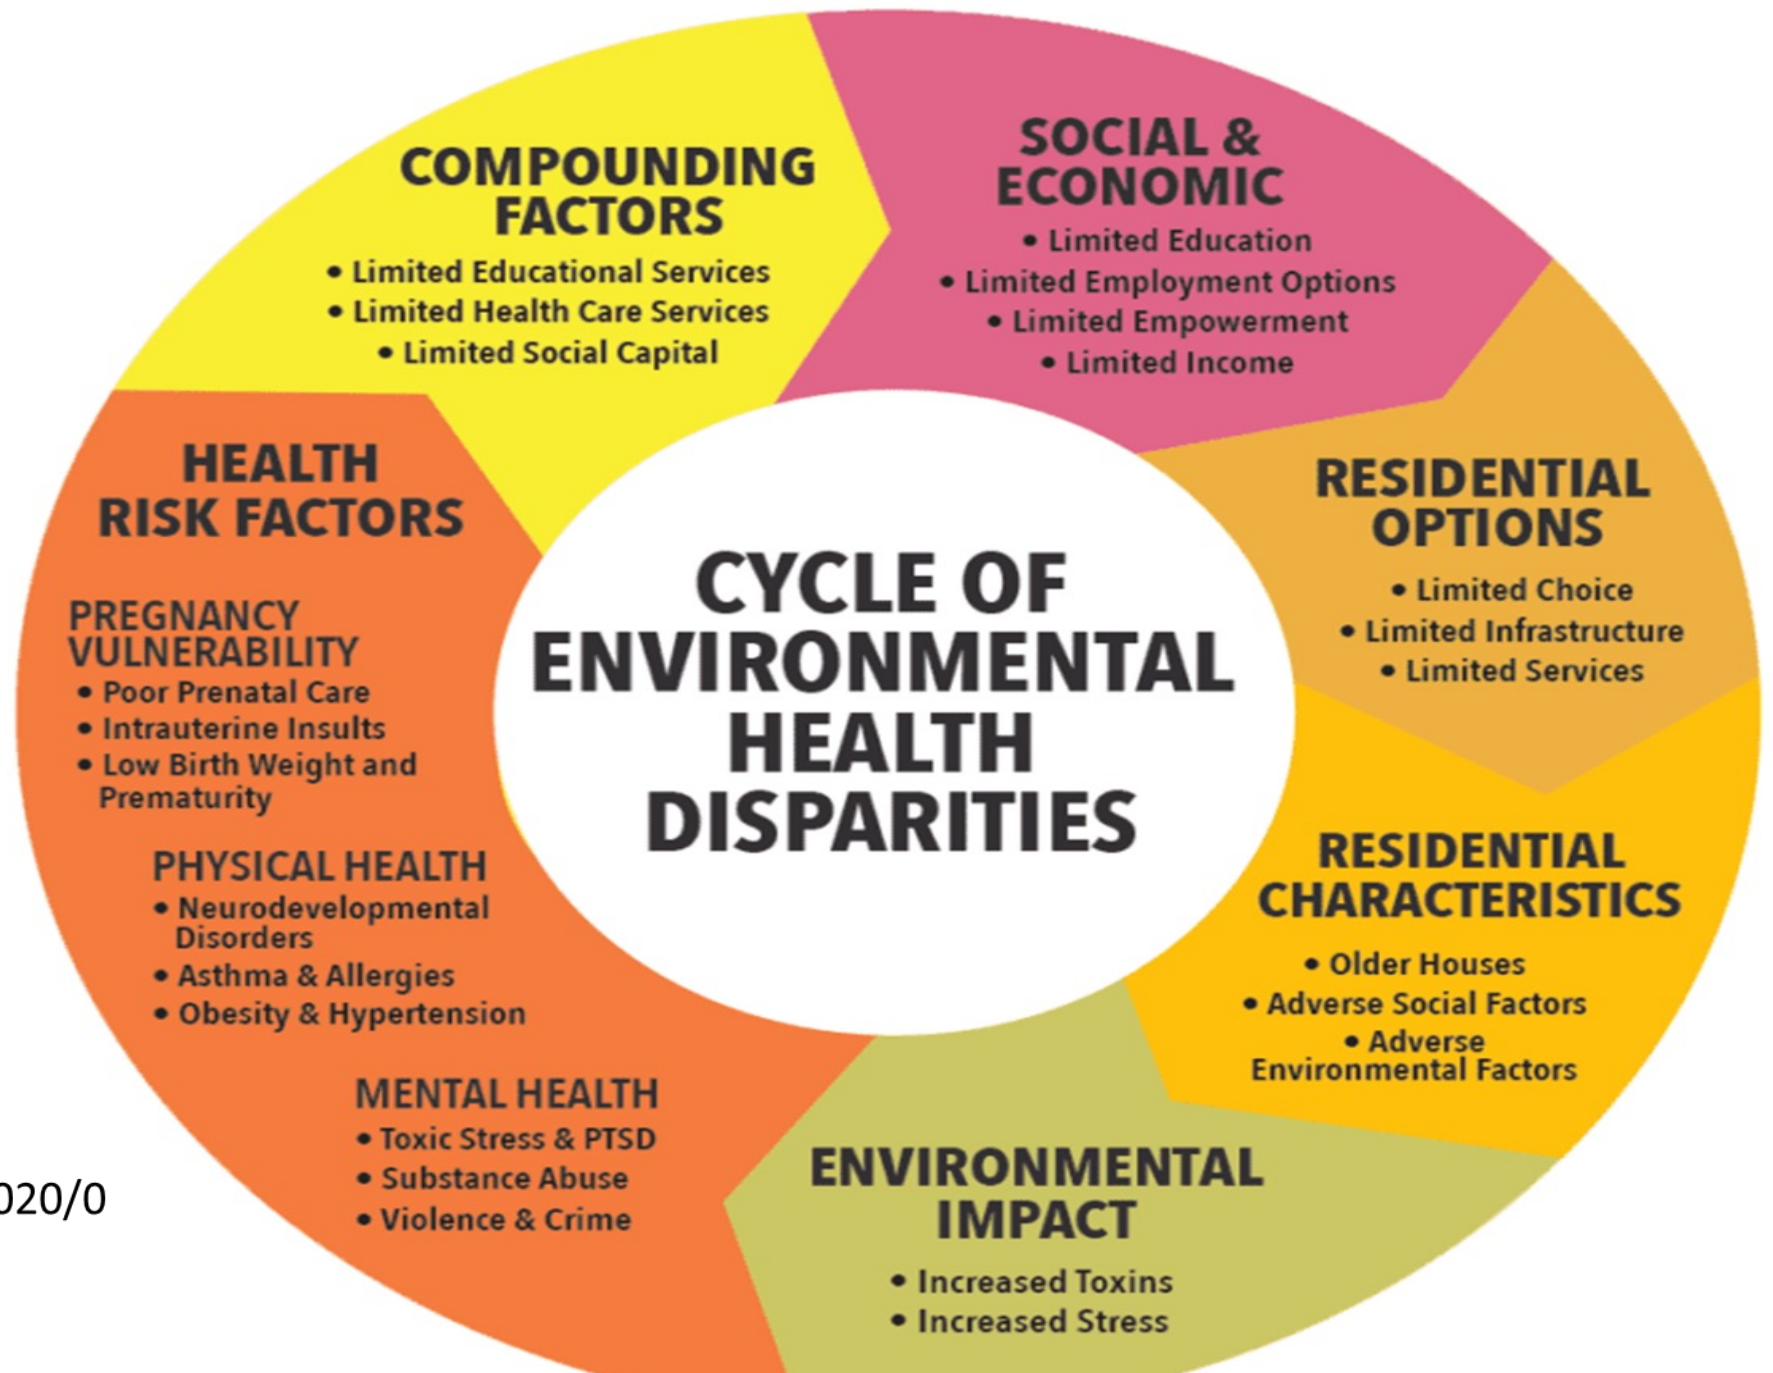 CYCLE OF
ENVIRONMENTAL
HEALTH
DISPARITIES
SOCIAL &
ECONOMIC
• Limited Education
• Limited Employment Options
• Limited Empowerment
• Limited Income
RESIDENTIAL
OPTIONS
• Limited Choice
• Limited Infrastructure
• Limited Services
RESIDENTIAL
CHARACTERISTICS
• Older Houses
• Adverse Social Factors
• Adverse
Environmental Factors
ENVIRONMENTAL
IMPACT
• Increased Toxins
• Increased Stress
HEALTH
RISK FACTORS
PREGNANCY
VULNERABILITY
• Poor Prenatal Care
• Intrauterine Insults
• Low Birth Weight and
Prematurity
PHYSICAL HEALTH
• Neurodevelopmental
Disorders
• Asthma & Allergies
• Obesity & Hypertension
MENTAL HEALTH
• Toxic Stress & PTSD
• Substance Abuse
• Violence & Crime
COMPOUNDING
FACTORS
• Limited Educational Services
• Limited Health Care Services
• Limited Social Capital
020/0